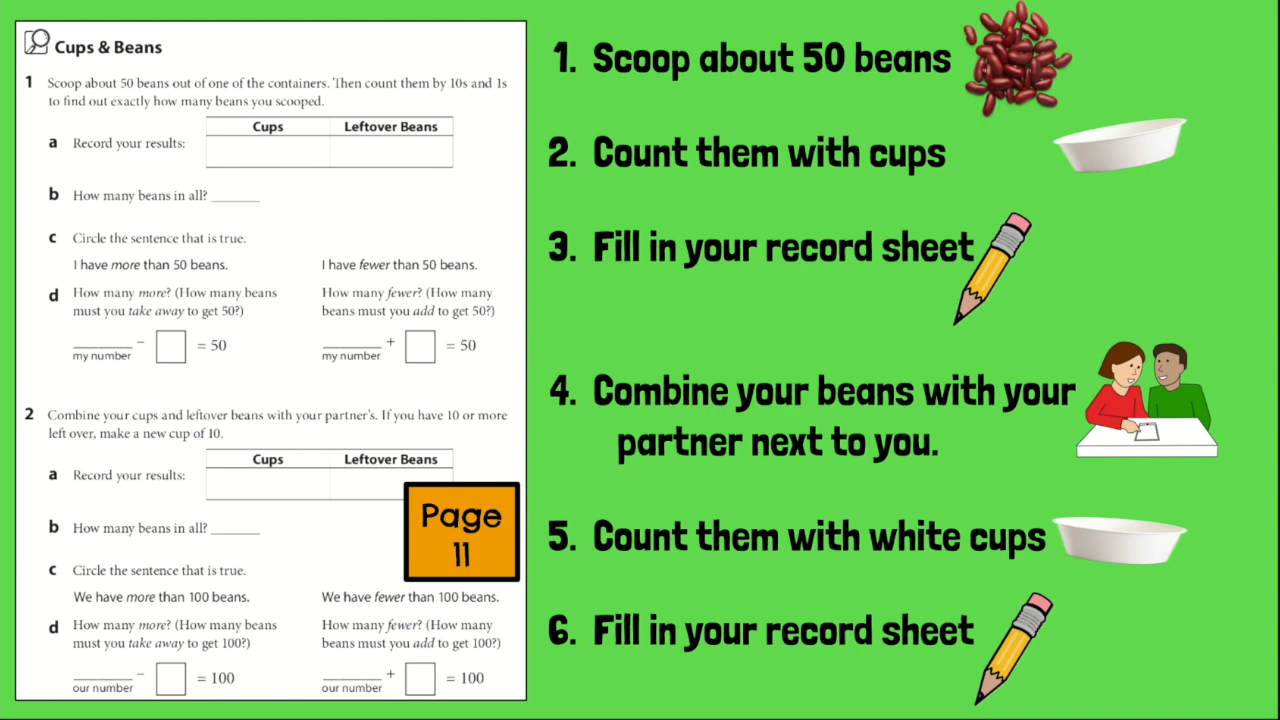 Cups & Beans
1 Scoop about 50 beans out of one of the containers. Then count them by 10s and 1s
to find out exactly how many beans you scooped.
Cups Leftover Beans
a Record your results:
b How many beans in all? ______
c Circle the sentence that is true.
I have more than 50 beans. I have fewer than 50 beans.
d How many more? (How many beans
must you take away to get 50?)
How many fewer? (How many
beans must you add to get 50?)
______ − = 50
my number
______ + = 50
my number
2 Combine your cups and leftover beans with your partner's. If you have 10 or more
left over, make a new cup of 10.
Cups Leftover Beans
a Record your results:
b How many beans in all? ______
c Circle the sentence that is true.
We have more than 100 beans. We have fewer than 100 beans.
d How many more? (How many beans
must you take away to get 100?)
How many fewer? (How many
beans must you add to get 100?)
______ − = 100
our number
______ + = 100
our number
Page
11
1. Scoop about 50 beans
2. Count them with cups
3. Fill in your record sheet
4. Combine your beans with your
partner next to you.
5. Count them with white cups
6. Fill in your record sheet